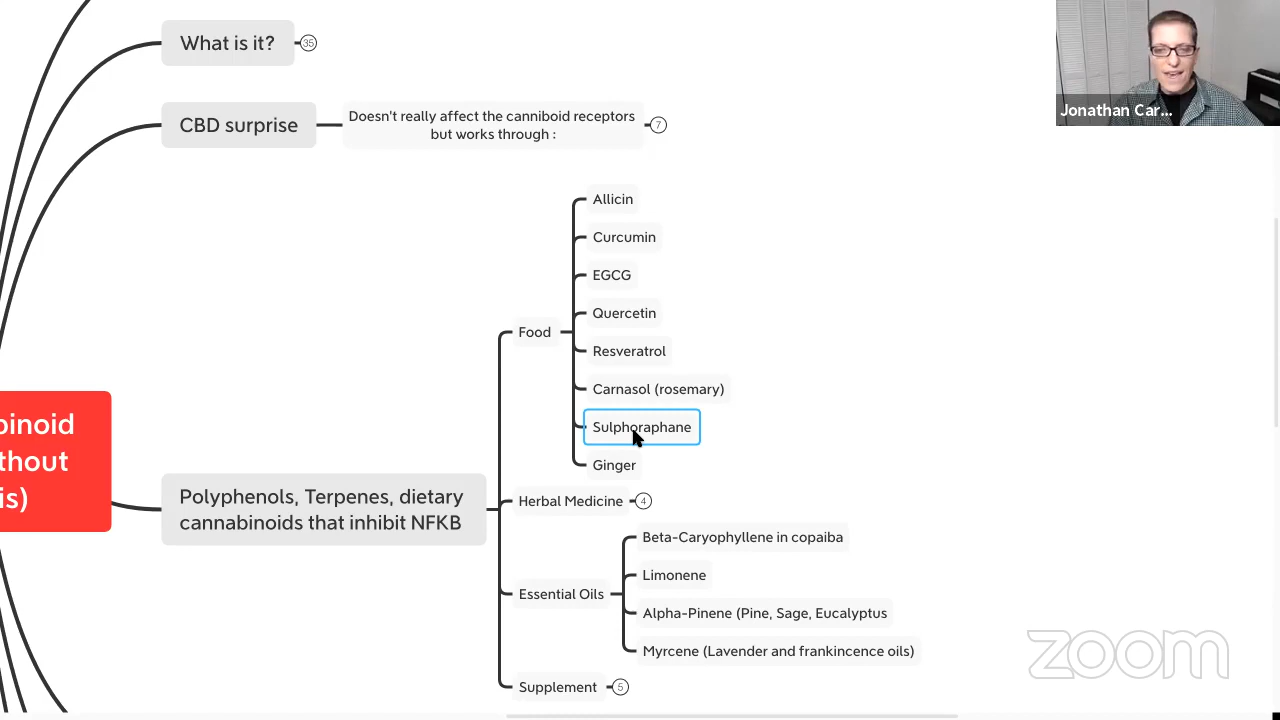 What is it?
35
Jonathan Car...
CBD surprise
Doesn't really affect the canniboid receptors
but works through :
7
Allicin
Curcumin
EGCG
Quercetin
Food
Resveratrol
Carnasol (rosemary)
Sulphoraphane
Ginger
binoid
thout
is)
Polyphenols, Terpenes, dietary
cannabinoids that inhibit NFKB
Herbal Medicine
4
Beta-Caryophyllene in copaiba
Limonene
Essential Oils
Alpha-Pinene (Pine, Sage, Eucalyptus
Myrcene (Lavender and frankincence oils)
Supplement
5
zoom